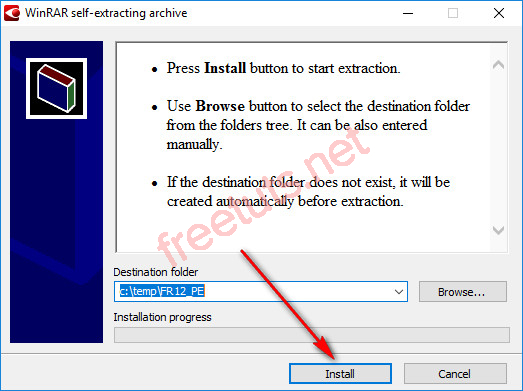 WinRAR self-extracting archive
Press Install button to start extraction.
Use Browse button to select the destination folder
from the folders tree. It can be also entered
manually.
If the destination folder does not exist, it will be
created automatically before extraction.
freetuts.net
Destination folder
c:\temp\FR12_PE
Browse...
Installation progress
Install
Cancel